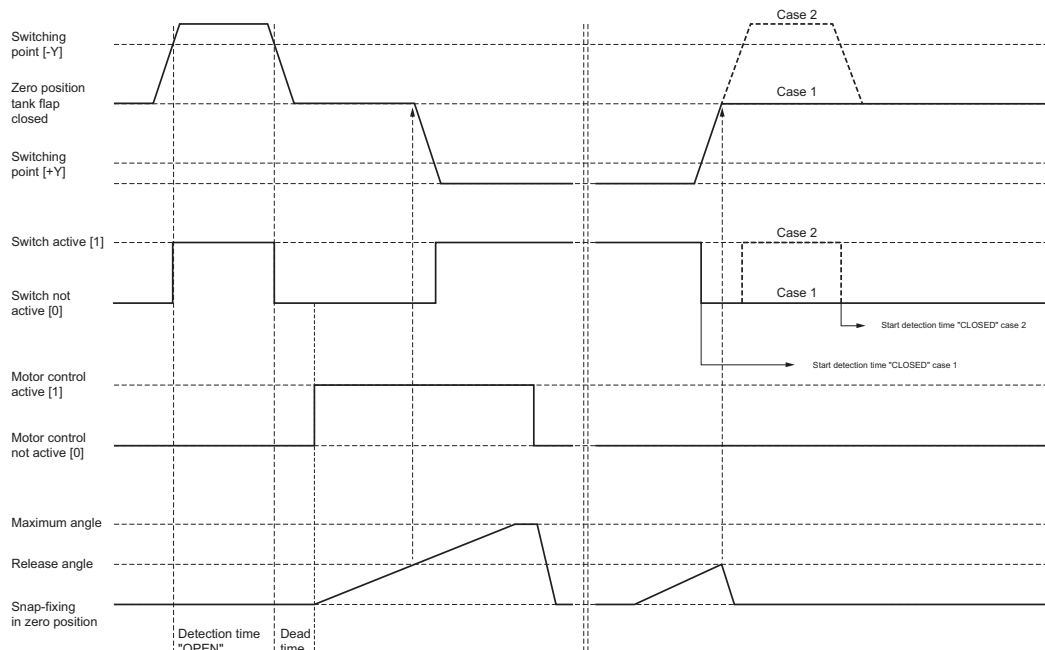 Case 2
Switching
point [-Y]
Zero position
tank flap
closed
Case 1
Switching
point [+Y]
Switch active [1]
Case 2
Switch not
active [0]
Case 1
Start detection time "CLOSED" case 2
Start detection time "CLOSED" case 1
Motor control
active [1]
Motor control
not active [0]
Maximum angle
Release angle
Snap-fixing
in zero position
Detection time
"OPEN"
Dead
time